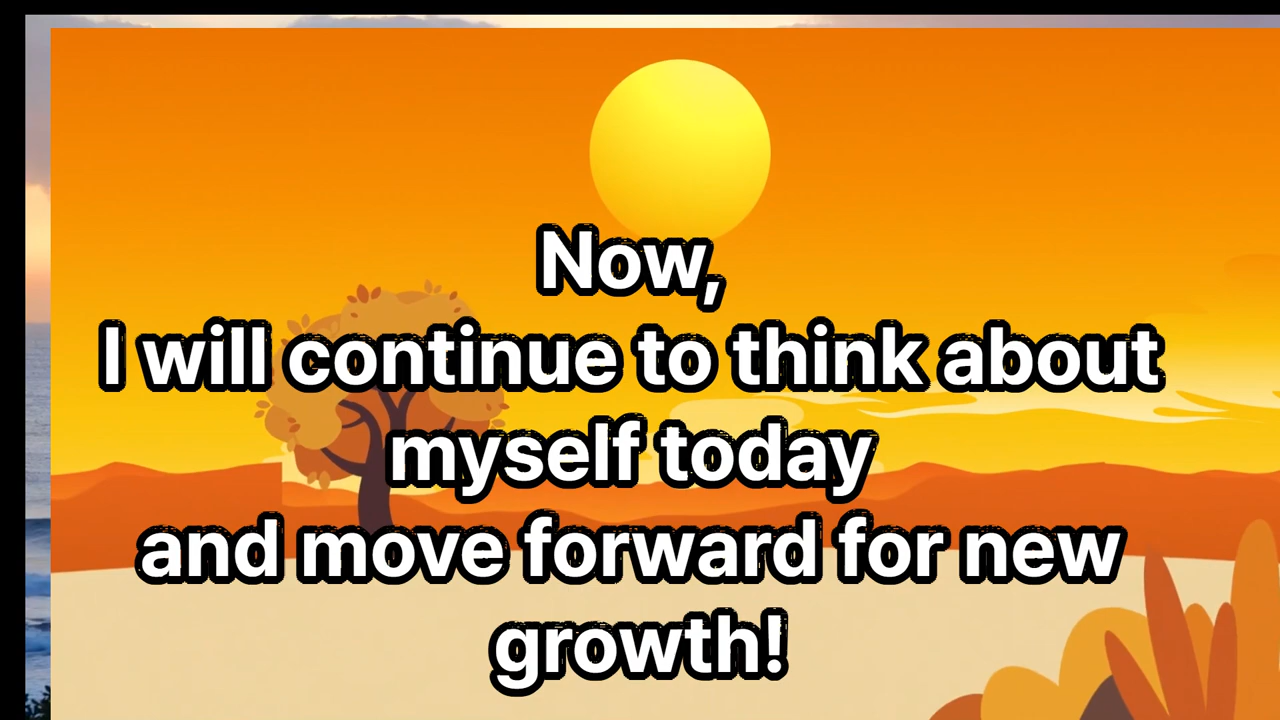 Now,
I will continue to think about
myself today
and move forward for new
growth!